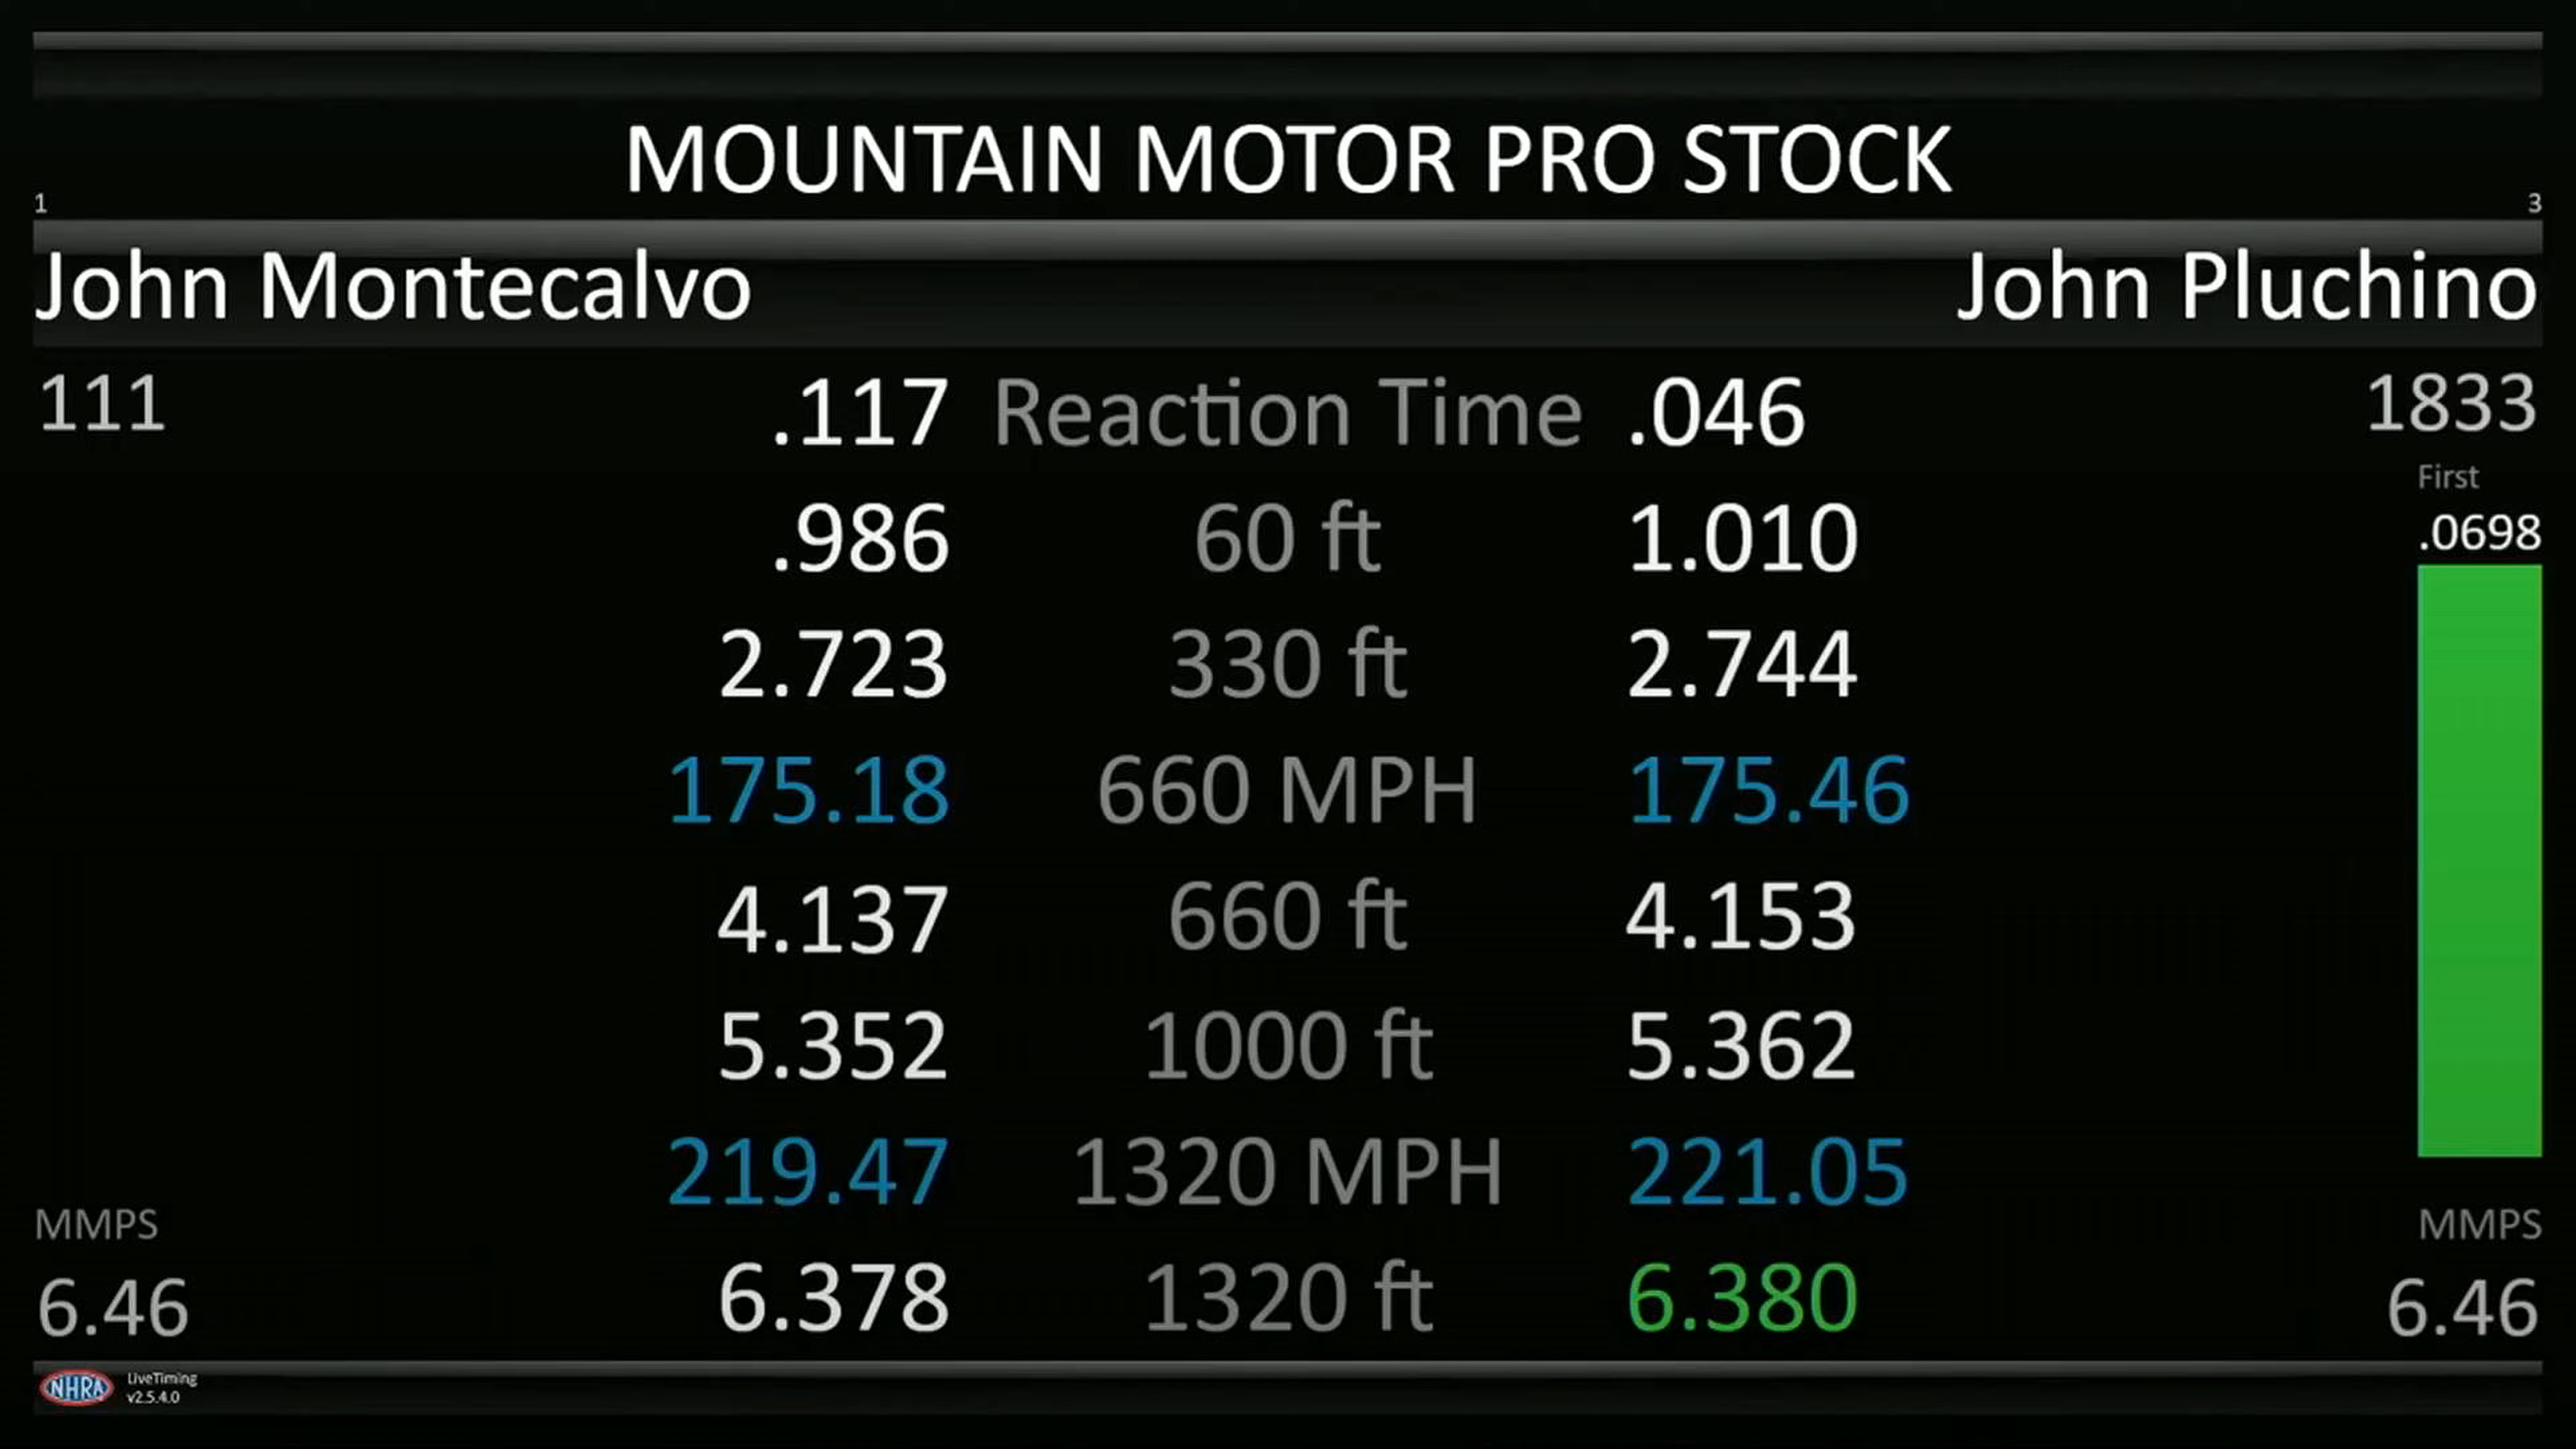 MOUNTAIN MOTOR PRO STOCK
1 3
John Montecalvo John Pluchino
111 .117 Reaction Time .046 1833
First
.986 60 ft 1.010 .0698
2.723 330 ft 2.744
175.18 660 MPH 175.46
4.137 660 ft 4.153
5.352 1000 ft 5.362
219.47 1320 MPH 221.05
MMPS MMPS
6.46 6.378 1320 ft 6.380 6.46
NHRA LiveTiming
v2.5.4.0